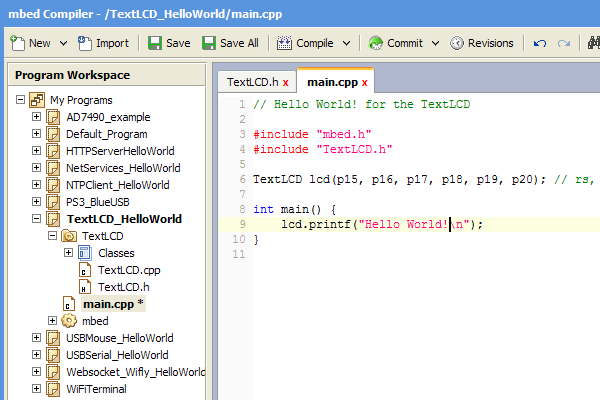 mbed Compiler - /TextLCD_HelloWorld/main.cpp
New Import Save Save All Compile Commit Revisions
Program Workspace
My Programs
AD7490_example
Default_Program
HTTPServerHelloWorld
NetServices_HelloWorld
NTPClient_HelloWorld
PS3_BlueUSB
TextLCD_HelloWorld
TextLCD
Classes
TextLCD.cpp
TextLCD.h
main.cpp *
mbed
USBMouse_HelloWorld
USBSerial_HelloWorld
Websocket_Wifly_HelloWorld
WiFiTerminal
TextLCD.h x main.cpp x
1 // Hello World! for the TextLCD
2
3 #include "mbed.h"
4 #include "TextLCD.h"
5
6 TextLCD lcd(p15, p16, p17, p18, p19, p20); // rs,
7
8 int main() {
9 lcd.printf("Hello World!\n");
10 }
11